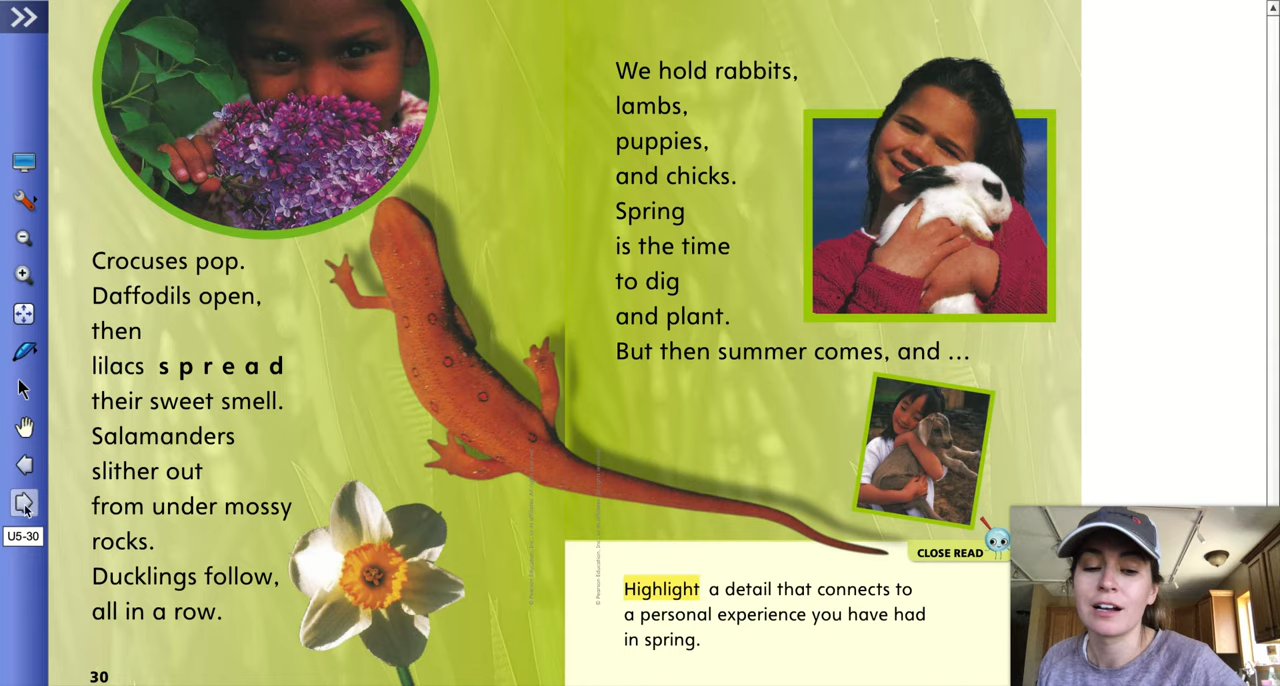 Crocuses pop.
Daffodils open,
then
lilacs s p r e a d
their sweet smell.
Salamanders
slither out
from under mossy
rocks.
Ducklings follow,
all in a row.
30
We hold rabbits,
lambs,
puppies,
and chicks.
Spring
is the time
to dig
and plant.
But then summer comes, and ...
CLOSE READ
Highlight a detail that connects to
a personal experience you have had
in spring.
U5-30